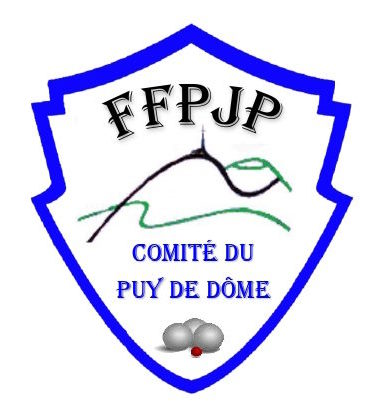 FFPJP
COMITÉ DU
PUY DE DÔME